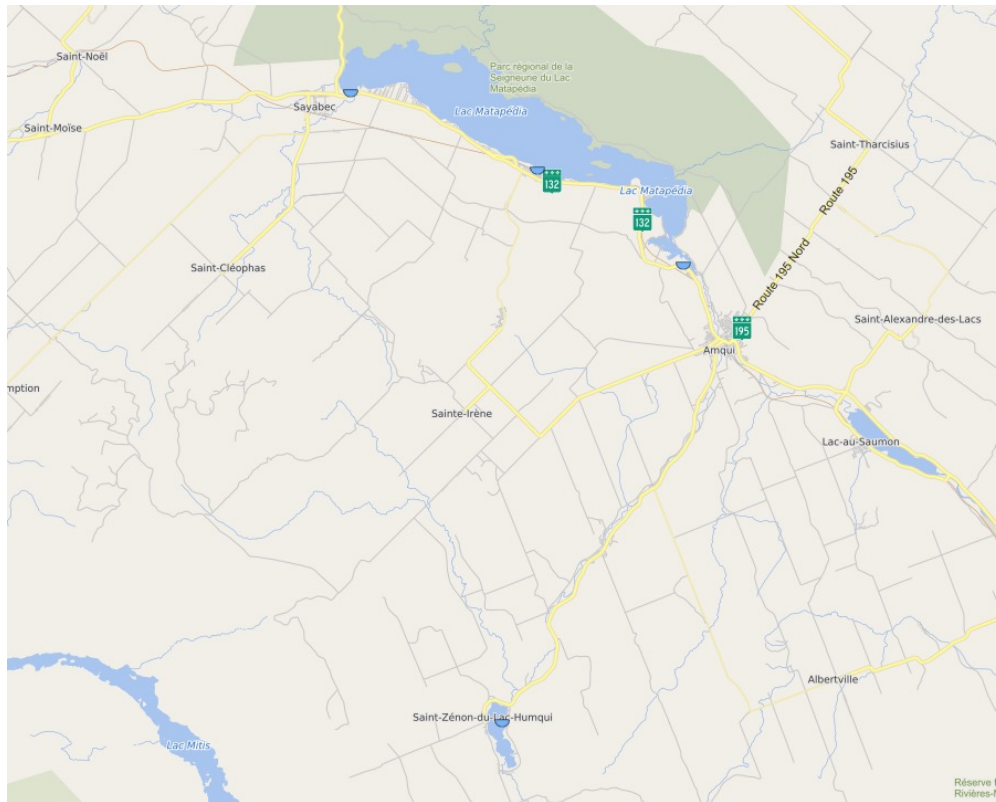 Saint-Noël
Parc régional de la
Seigneurie du Lac
Matapédia
Sayabec
Lac Matapédia
Saint-Moïse
Saint-Tharcisius
132
Route 195
Lac Matapédia
132
Saint-Cléophas
Route 195 Nord
Saint-Alexandre-des-Lacs
195
Amqui
mption
Sainte-Irène
Lac-au-Saumon
Albertville
Saint-Zénon-du-Lac-Humqui
Lac Mitis
Réserve f
Rivières-M